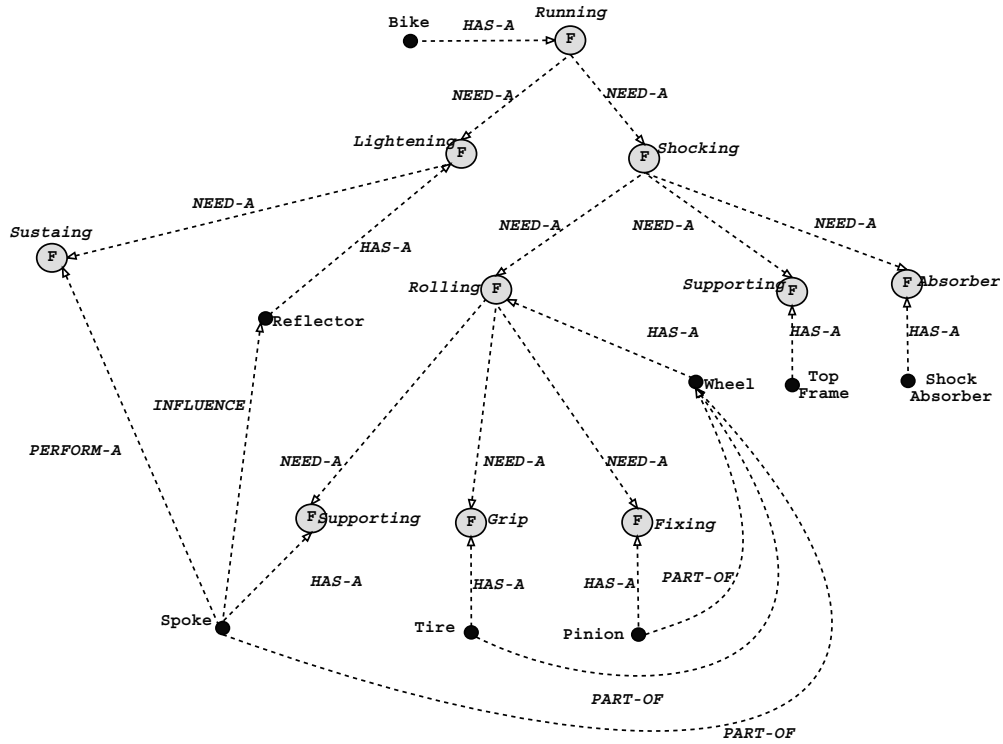 Running
Bike
HAS-A
F
NEED-A
NEED-A
Lightening
F
Shocking
F
NEED-A
NEED-A
NEED-A
NEED-A
Sustaing
F
HAS-A
Rolling
F
Supporting
F
Absorber
F
Reflector
HAS-A
HAS-A
HAS-A
Wheel
Top
Frame
Shock
Absorber
INFLUENCE
PERFORM-A
NEED-A
NEED-A
NEED-A
F
Supporting
F
Grip
F
Fixing
HAS-A
HAS-A
HAS-A
PART-OF
Spoke
Tire
Pinion
PART-OF
PART-OF